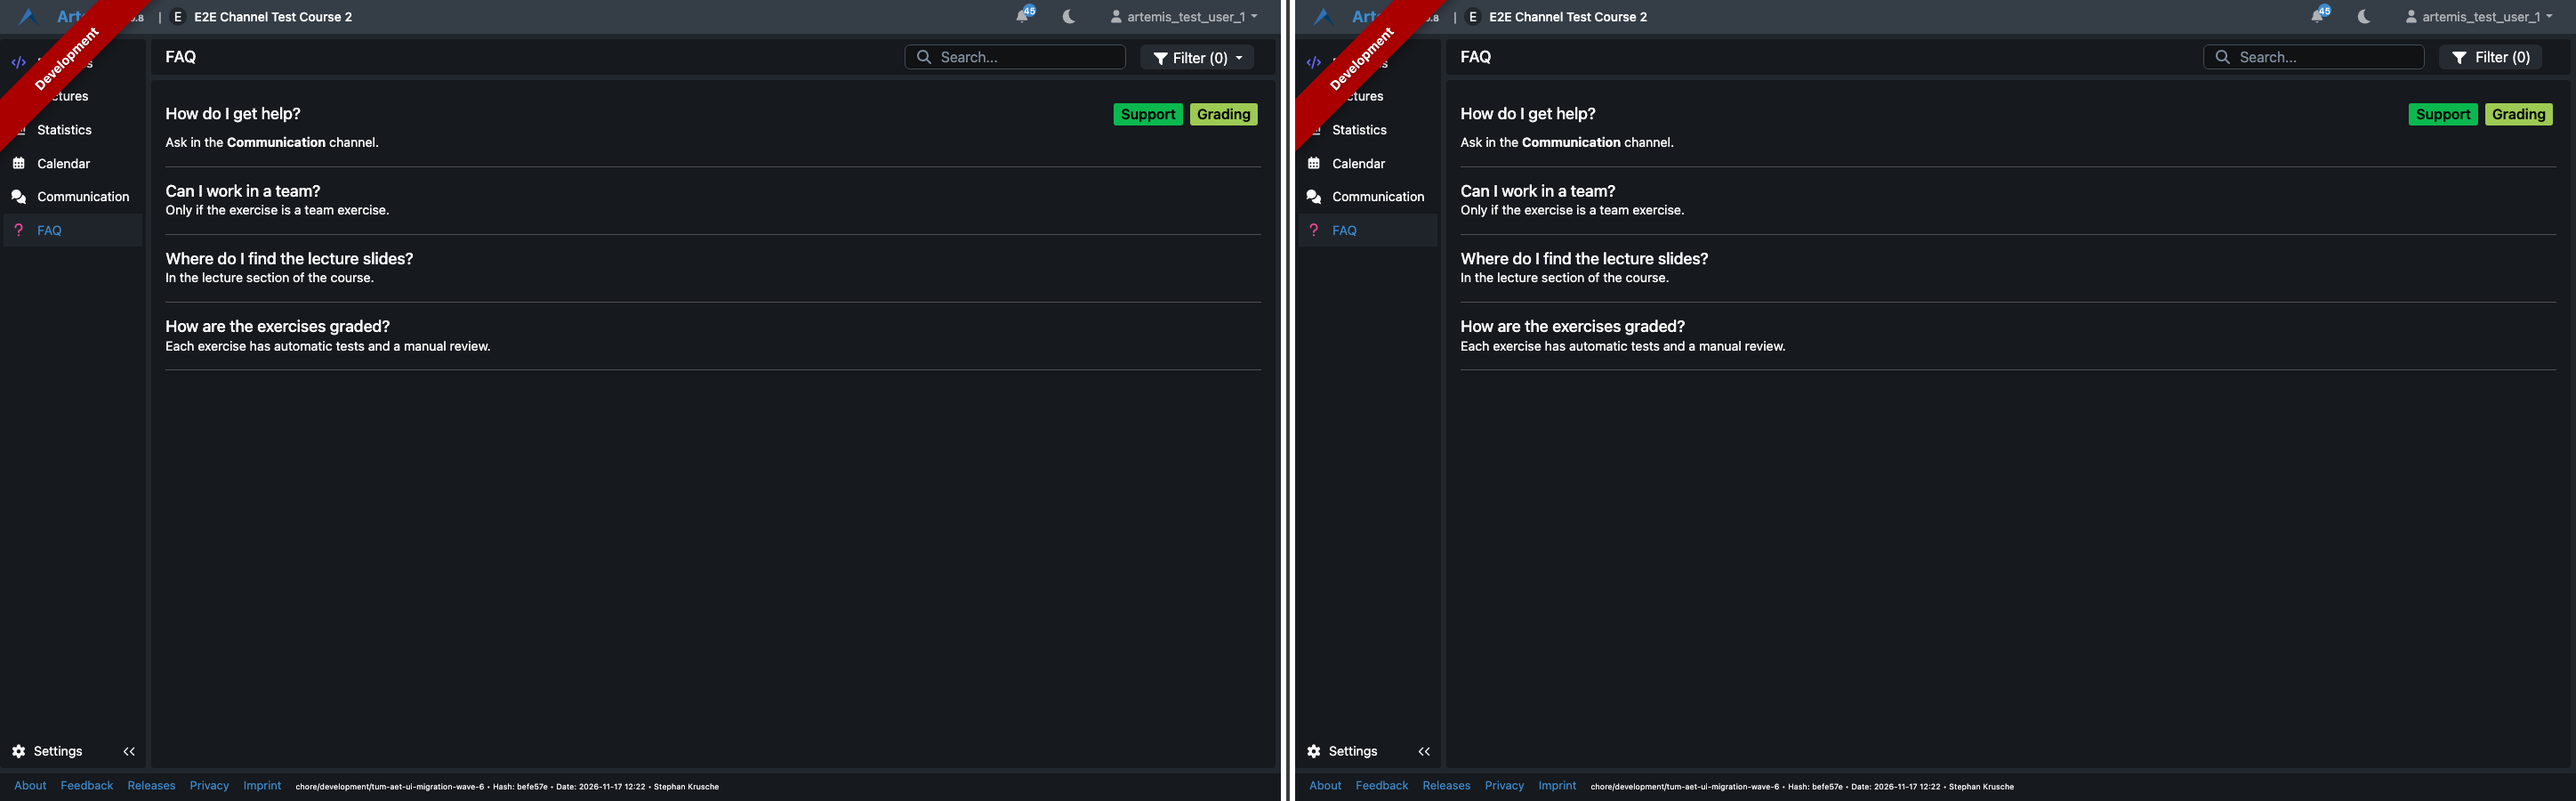 E E2E Channel Test Course 2 45 artemis_test_user_1
Development
FAQ Search... Filter (0)
Statistics
Calendar
Communication
FAQ
How do I get help? Support Grading
Ask in the Communication channel.
Can I work in a team?
Only if the exercise is a team exercise.
Where do I find the lecture slides?
In the lecture section of the course.
How are the exercises graded?
Each exercise has automatic tests and a manual review.
Settings
About Feedback Releases Privacy Imprint chore/development/tum-aet-ui-migration-wave-6 • Hash: befe57e • Date: 2026-11-17 12:22 • Stephan Krusche
E E2E Channel Test Course 2 45 artemis_test_user_1
Development
FAQ Search... Filter (0)
Statistics
Calendar
Communication
FAQ
How do I get help? Support Grading
Ask in the Communication channel.
Can I work in a team?
Only if the exercise is a team exercise.
Where do I find the lecture slides?
In the lecture section of the course.
How are the exercises graded?
Each exercise has automatic tests and a manual review.
Settings
About Feedback Releases Privacy Imprint chore/development/tum-aet-ui-migration-wave-6 • Hash: befe57e • Date: 2026-11-17 12:22 • Stephan Krusche